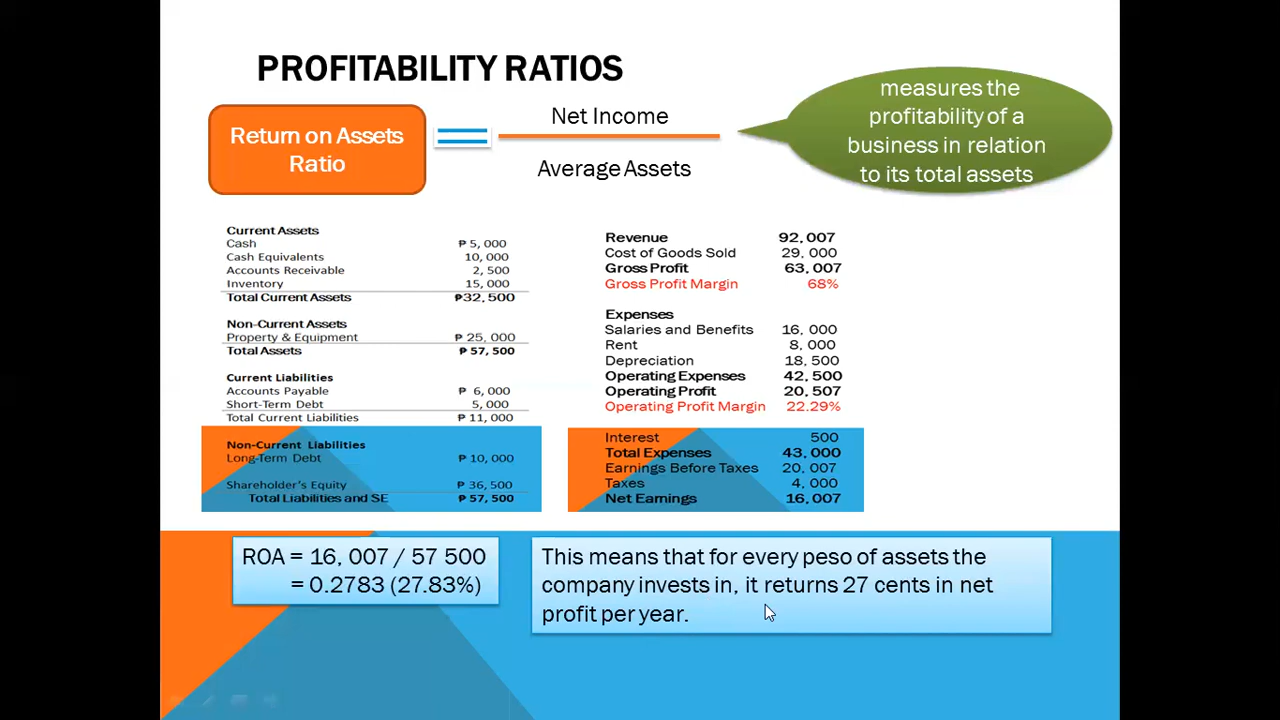 PROFITABILITY RATIOS
Return on Assets
Ratio
Net Income
Average Assets
measures the
profitability of a
business in relation
to its total assets
Current Assets
Cash ₱ 5, 000
Cash Equivalents 10, 000
Accounts Receivable 2, 500
Inventory 15, 000
Total Current Assets ₱32, 500
Non-Current Assets
Property & Equipment ₱ 25, 000
Total Assets ₱ 57, 500
Current Liabilities
Accounts Payable ₱ 6, 000
Short-Term Debt 5, 000
Total Current Liabilities ₱ 11, 000
Non-Current Liabilities
Long-Term Debt ₱ 10, 000
Shareholder's Equity ₱ 36, 500
Total Liabilities and SE ₱ 57, 500
Revenue 92, 007
Cost of Goods Sold 29, 000
Gross Profit 63, 007
Gross Profit Margin 68%
Expenses
Salaries and Benefits 16, 000
Rent 8, 000
Depreciation 18, 500
Operating Expenses 42, 500
Operating Profit 20, 507
Operating Profit Margin 22.29%
Interest 500
Total Expenses 43, 000
Earnings Before Taxes 20, 007
Taxes 4, 000
Net Earnings 16, 007
ROA = 16, 007 / 57 500
= 0.2783 (27.83%)
This means that for every peso of assets the
company invests in, it returns 27 cents in net
profit per year.